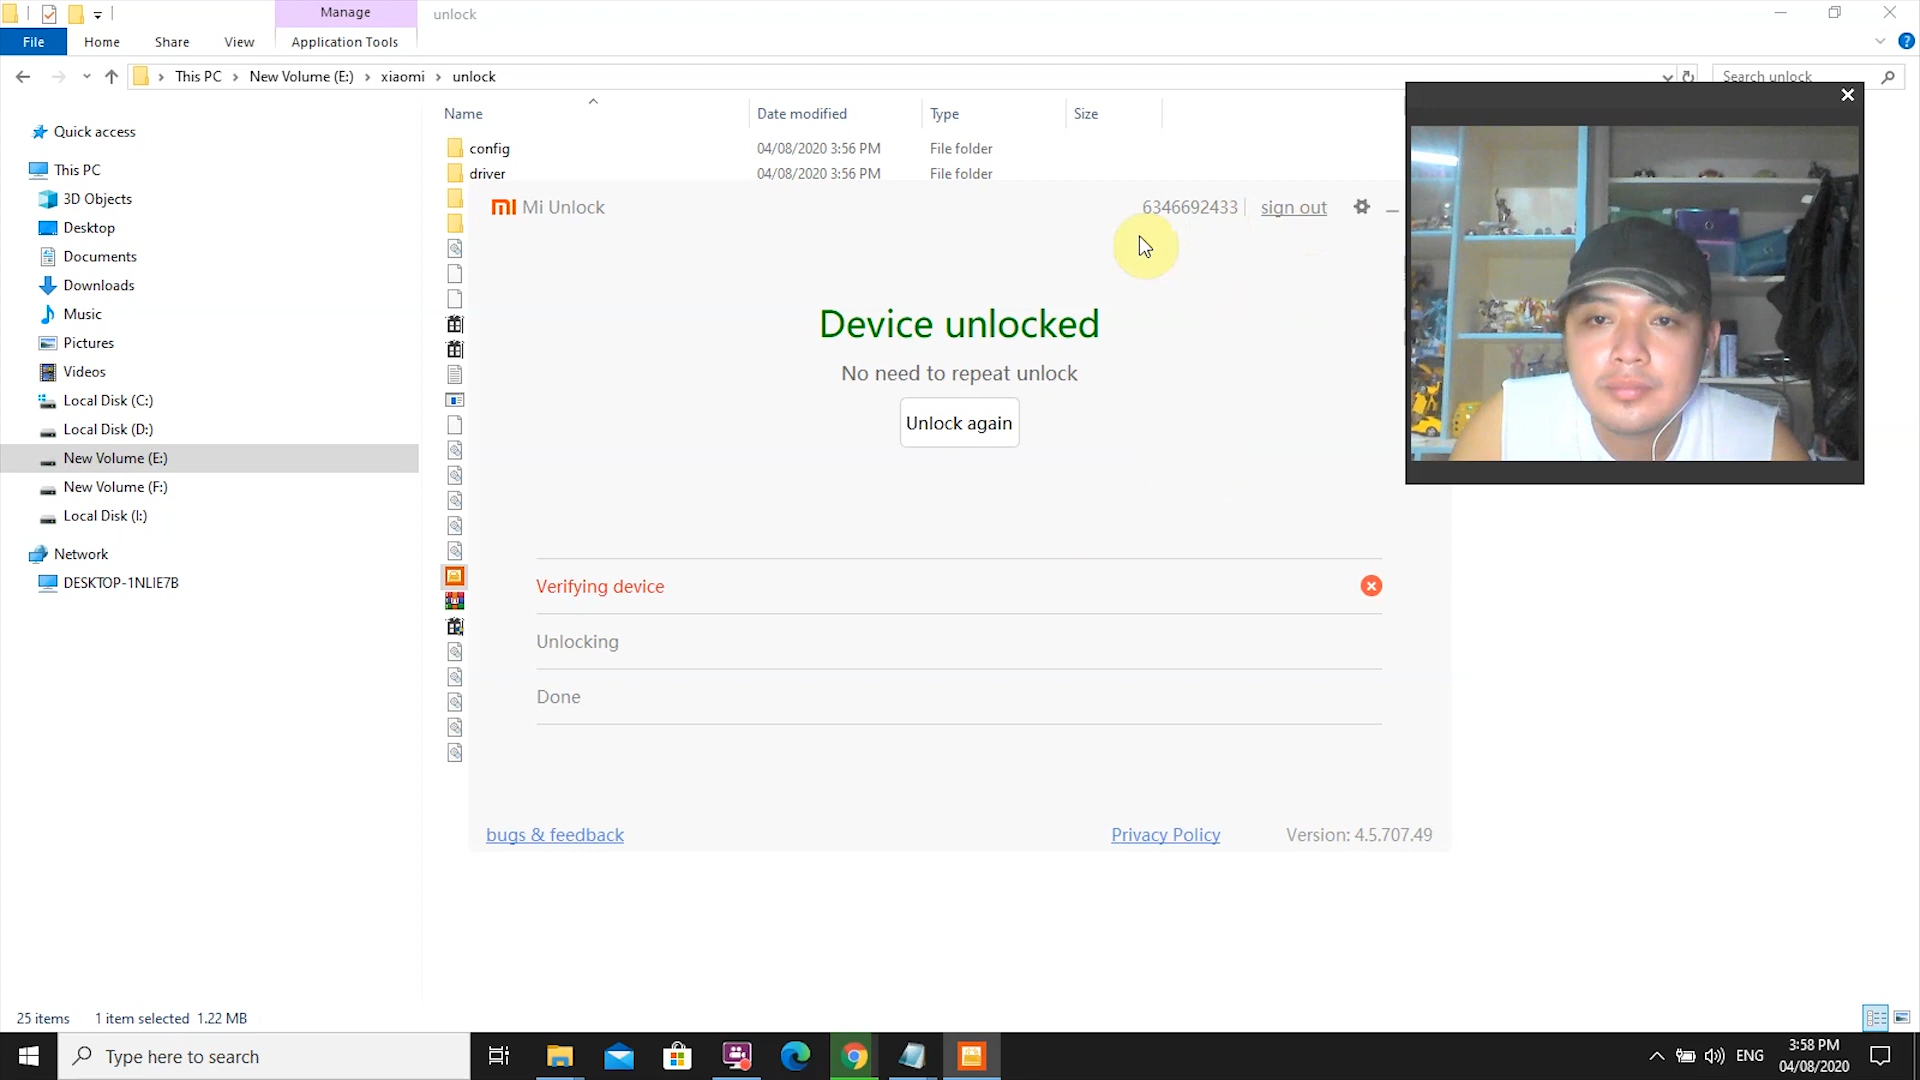 Manage
unlock
File
Home
Share
View
Application Tools
This PC
New Volume (E:)
xiaomi
unlock
Search unlock
Name
Date modified
Type
Size
config
04/08/2020 3:56 PM
File folder
driver
04/08/2020 3:56 PM
File folder
Quick access
This PC
3D Objects
Desktop
Documents
Downloads
Music
Pictures
Videos
Local Disk (C:)
Local Disk (D:)
New Volume (E:)
New Volume (F:)
Local Disk (I:)
Network
DESKTOP-1NLIE7B
Mi Unlock
6346692433
sign out
Device unlocked
No need to repeat unlock
Unlock again
Verifying device
Unlocking
Done
bugs & feedback
Privacy Policy
Version: 4.5.707.49
25 items
1 item selected 1.22 MB
Type here to search
ENG
3:58 PM
04/08/2020